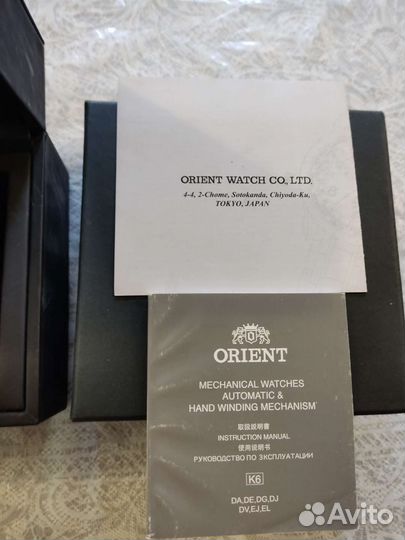 ORIENT WATCH CO., LTD.
4-4, 2-Chome, Sotokanda, Chiyoda-Ku,
TOKYO, JAPAN
ORIENT
MECHANICAL WATCHES
AUTOMATIC &
HAND WINDING MECHANISM
取扱説明書
INSTRUCTION MANUAL
使用说明书
РУКОВОДСТВО ПО ЭКСПЛУАТАЦИИ
K6
DA,DE,DG,DJ
DV,EJ,EL
Avito